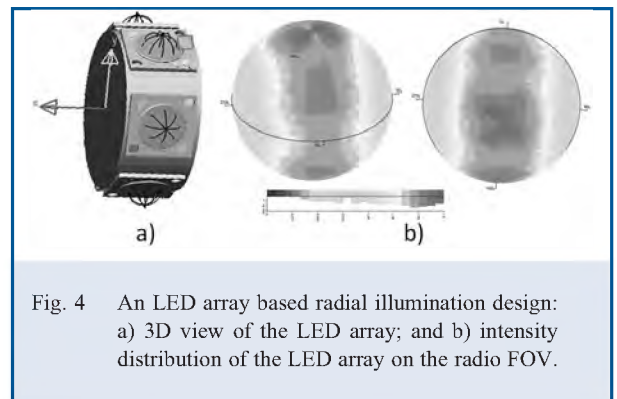 a)
b)
Fig. 4 An LED array based radial illumination design:
a) 3D view of the LED array; and b) intensity
distribution of the LED array on the radio FOV.